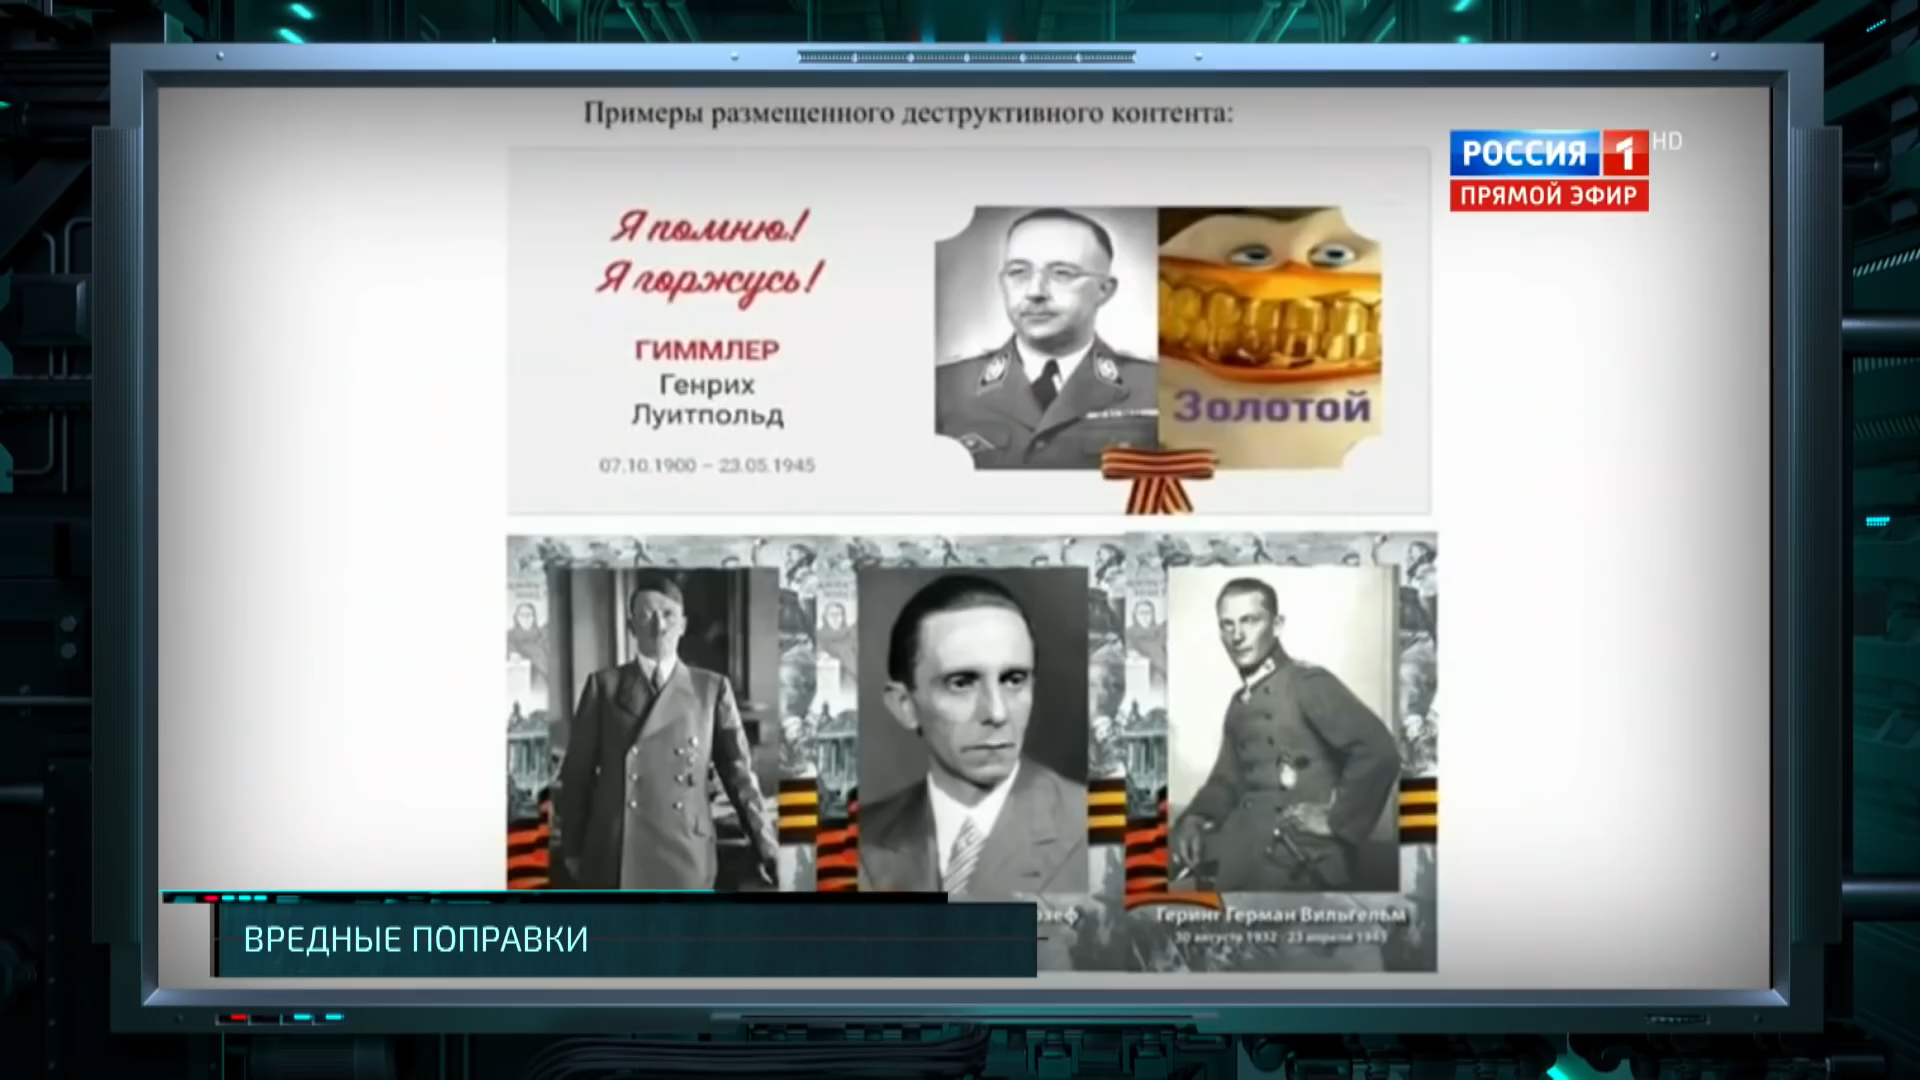 Примеры размещенного деструктивного контента:
РОССИЯ 1 HD
ПРЯМОЙ ЭФИР
Я помню!
Я горжусь!
ГИММЛЕР
Генрих
Луитпольд
07.10.1900 – 23.05.1945
Золотой
Геринг Герман Вильгельм
ВРЕДНЫЕ ПОПРАВКИ